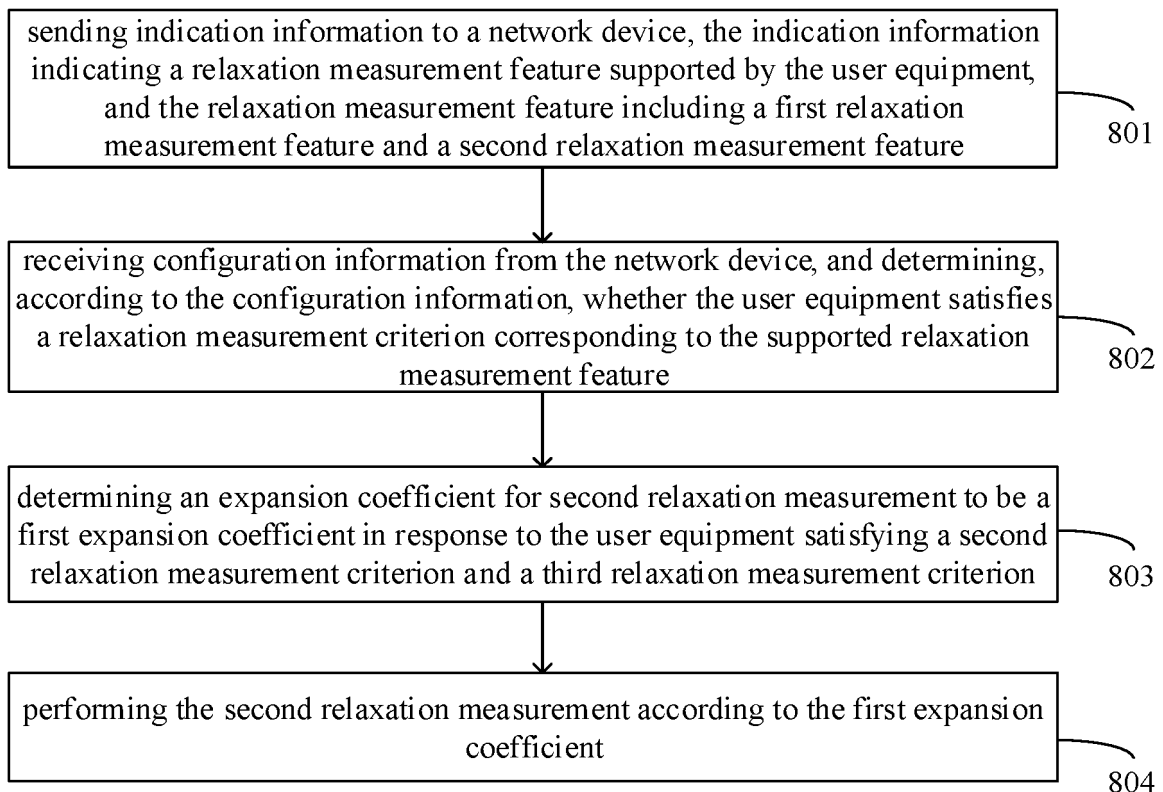 sending indication information to a network device, the indication information
indicating a relaxation measurement feature supported by the user equipment,
and the relaxation measurement feature including a first relaxation
measurement feature and a second relaxation measurement feature
801
receiving configuration information from the network device, and determining,
according to the configuration information, whether the user equipment satisfies
a relaxation measurement criterion corresponding to the supported relaxation
measurement feature
802
determining an expansion coefficient for second relaxation measurement to be a
first expansion coefficient in response to the user equipment satisfying a second
relaxation measurement criterion and a third relaxation measurement criterion
803
performing the second relaxation measurement according to the first expansion
coefficient
804